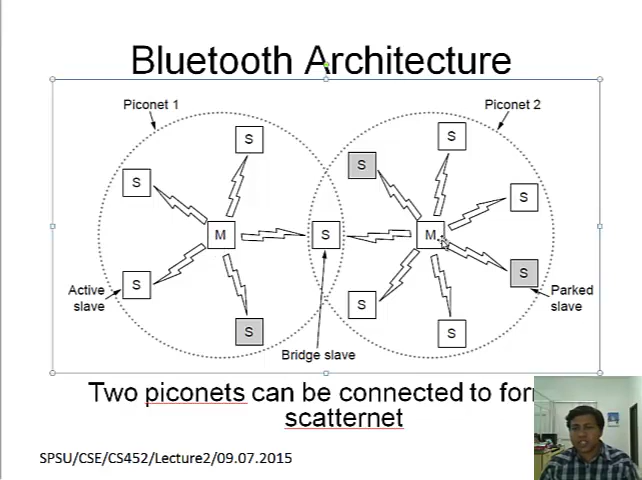 Bluetooth Architecture
Piconet 1
Piconet 2
S
S
S
S
S
M
S
M
S
Active
slave
S
Parked
slave
S
S
S
Bridge slave
Two piconets can be connected to for
scatternet
SPSU/CSE/CS452/Lecture2/09.07.2015